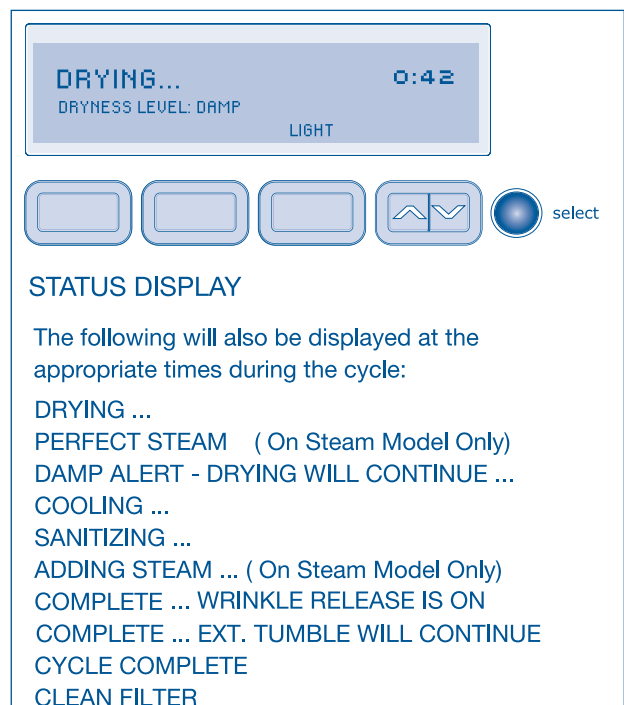 DRYING... 0:42
DRYNESS LEVEL: DAMP
LIGHT
select
STATUS DISPLAY
The following will also be displayed at the
appropriate times during the cycle:
DRYING ...
PERFECT STEAM ( On Steam Model Only)
DAMP ALERT - DRYING WILL CONTINUE ...
COOLING ...
SANITIZING ...
ADDING STEAM ... ( On Steam Model Only)
COMPLETE ... WRINKLE RELEASE IS ON
COMPLETE ... EXT. TUMBLE WILL CONTINUE
CYCLE COMPLETE
CLEAN FILTER